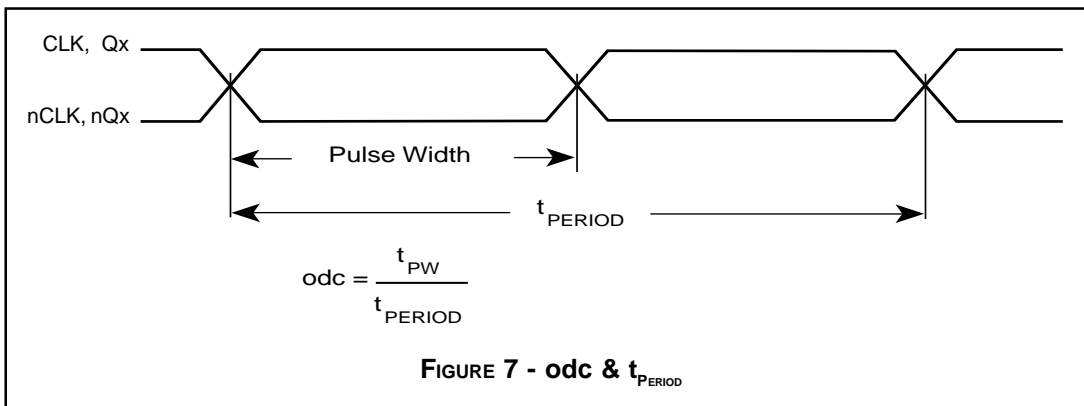 CLK, Qx
nCLK, nQx
Pulse Width
tPERIOD
odc = tPW
tPERIOD
FIGURE 7 - odc & tPERIOD